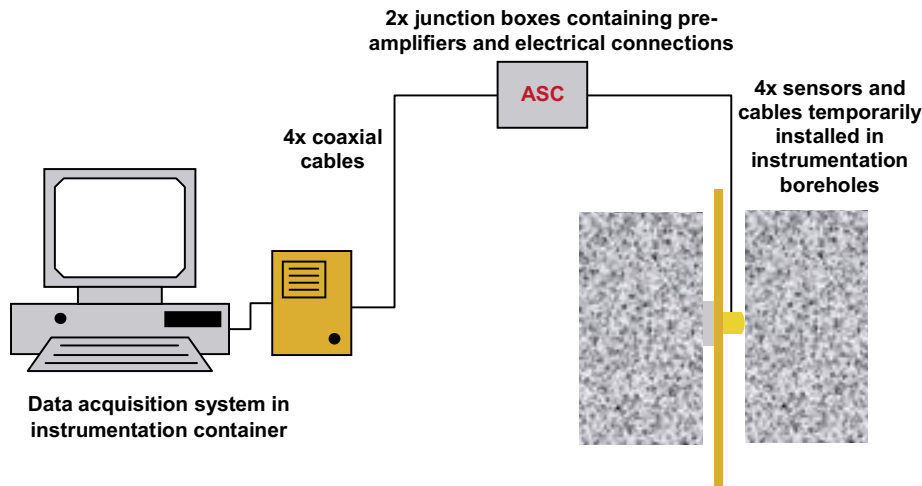 2x junction boxes containing pre-
amplifiers and electrical connections
ASC
4x sensors and
cables temporarily
installed in
instrumentation
boreholes
4x coaxial
cables
Data acquisition system in
instrumentation container